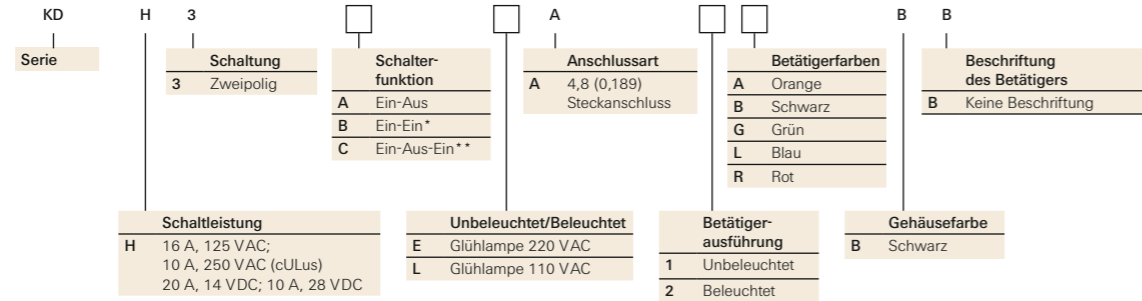 KD H 3 A B B
Serie
Schaltung
3 Zweipolig
Schalter-
funktion
A Ein-Aus
B Ein-Ein*
C Ein-Aus-Ein**
Anschlussart
A 4,8 (0,189)
Steckanschluss
Betätigerfarben
A Orange
B Schwarz
G Grün
L Blau
R Rot
Beschriftung
des Betätigers
B Keine Beschriftung
Schaltleistung
H 16 A, 125 VAC;
10 A, 250 VAC (cULus)
20 A, 14 VDC; 10 A, 28 VDC
Unbeleuchtet/Beleuchtet
E Glühlampe 220 VAC
L Glühlampe 110 VAC
Betätiger-
ausführung
1 Unbeleuchtet
2 Beleuchtet
Gehäusefarbe
B Schwarz